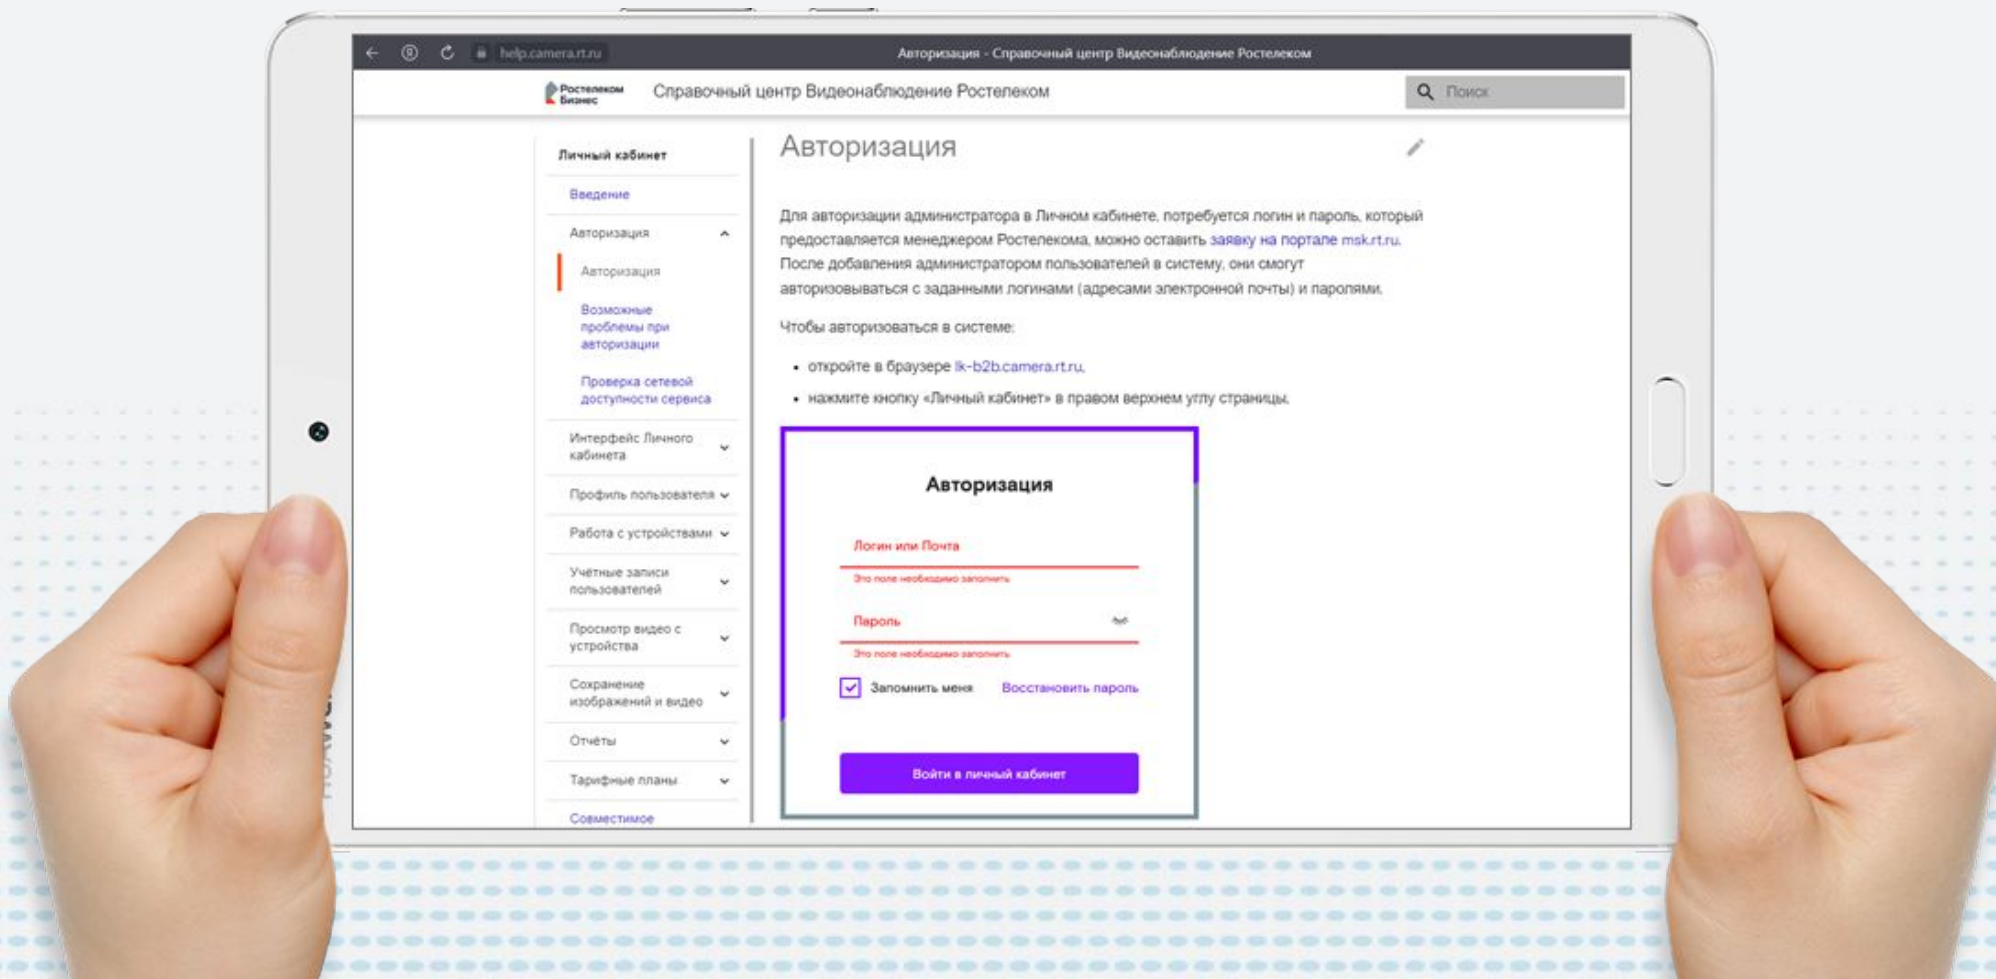 help.camera.rt.ru
Авторизация - Справочный центр Видеонаблюдение Ростелеком
Ростелеком
Бизнес
Справочный центр Видеонаблюдение Ростелеком
Поиск
Личный кабинет
Введение
Авторизация
Авторизация
Возможные
проблемы при
авторизации
Проверка сетевой
доступности сервиса
Интерфейс Личного
кабинета
Профиль пользователя
Работа с устройствами
Учётные записи
пользователей
Просмотр видео с
устройства
Сохранение
изображений и видео
Отчёты
Тарифные планы
Совместимое
Авторизация
Для авторизации администратора в Личном кабинете, потребуется логин и пароль, который
предоставляется менеджером Ростелекома, можно оставить заявку на портале msk.rt.ru.
После добавления администратором пользователей в систему, они смогут
авторизовываться с заданными логинами (адресами электронной почты) и паролями.
Чтобы авторизоваться в системе:
• откройте в браузере lk-b2b.camera.rt.ru,
• нажмите кнопку «Личный кабинет» в правом верхнем углу страницы.
Авторизация
Логин или Почта
Это поле необходимо заполнить
Пароль
Это поле необходимо заполнить
Запомнить меня Восстановить пароль
Войти в личный кабинет